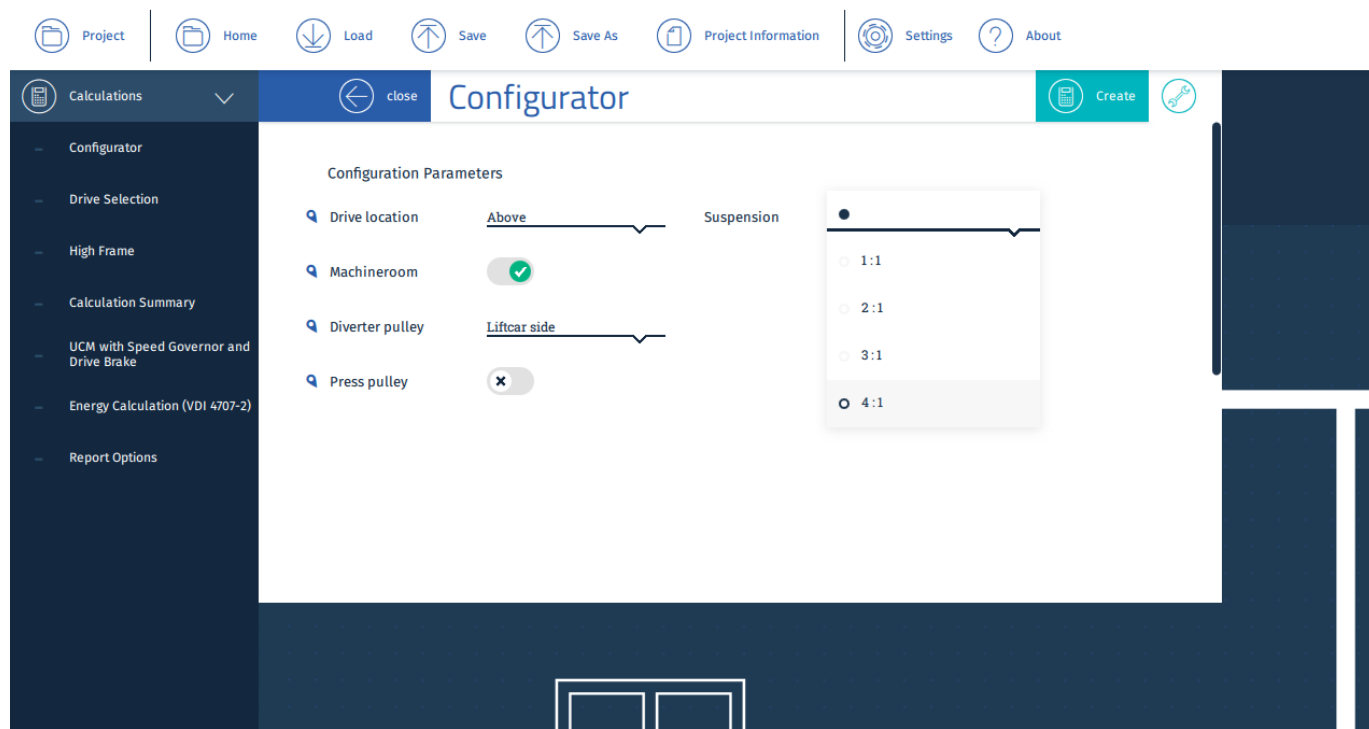 Project
Home
Load
Save
Save As
Project Information
Settings
About
Calculations
close
Configurator
Create
Configurator
Drive Selection
High Frame
Calculation Summary
UCM with Speed Governor and
Drive Brake
Energy Calculation (VDI 4707-2)
Report Options
Configuration Parameters
Drive location
Above
Suspension
Machineroom
Diverter pulley
Liftcar side
Press pulley
1:1
2:1
3:1
4:1